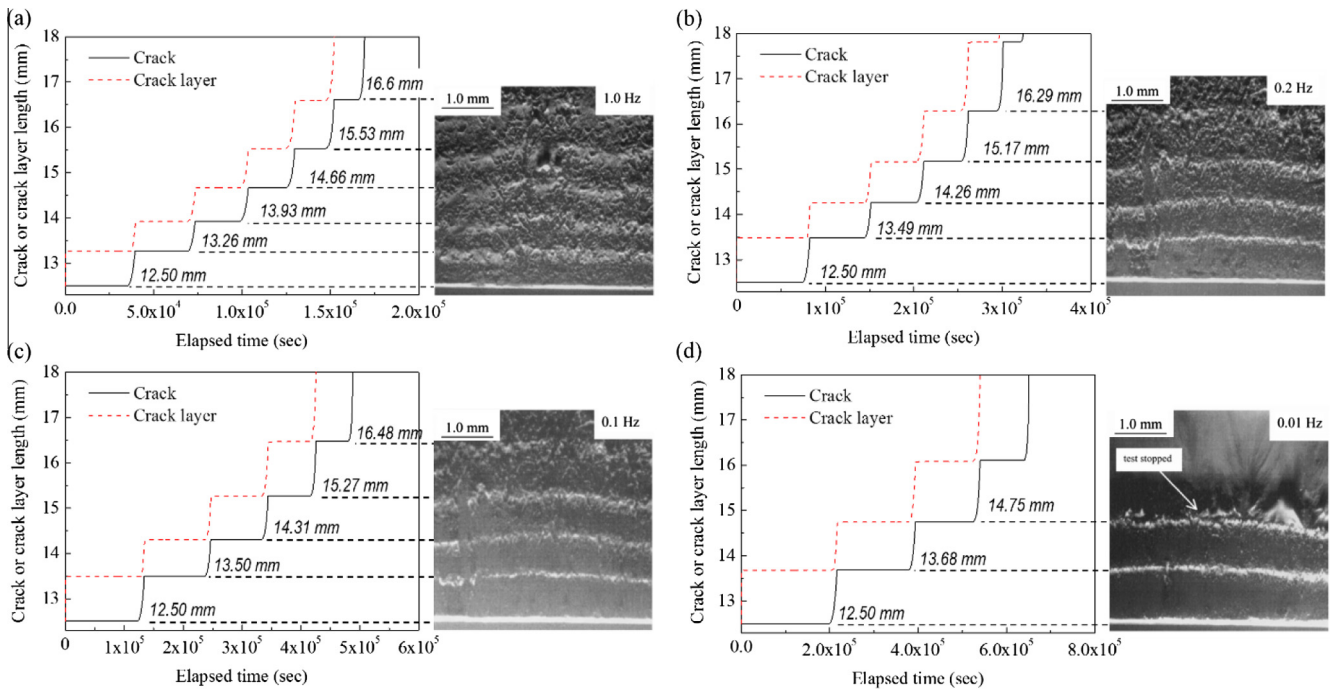 (a)
Crack or crack layer length (mm)
18
17
16
15
14
13
Crack
Crack layer
16.6 mm
15.53 mm
14.66 mm
13.93 mm
13.26 mm
12.50 mm
0.0
5.0x10⁴
1.0x10⁵
1.5x10⁵
2.0x10⁵
Elapsed time (sec)
1.0 mm
1.0 Hz
(b)
Crack or crack layer length (mm)
18
17
16
15
14
13
Crack
Crack layer
16.29 mm
15.17 mm
14.26 mm
13.49 mm
12.50 mm
0
1x10⁵
2x10⁵
3x10⁵
4x10⁵
Elapsed time (sec)
1.0 mm
0.2 Hz
(c)
Crack or crack layer length (mm)
18
17
16
15
14
13
Crack
Crack layer
16.48 mm
15.27 mm
14.31 mm
13.50 mm
12.50 mm
0
1x10⁵
2x10⁵
3x10⁵
4x10⁵
5x10⁵
6x10⁵
Elapsed time (sec)
1.0 mm
0.1 Hz
(d)
Crack or crack layer length (mm)
18
17
16
15
14
13
Crack
Crack layer
14.75 mm
13.68 mm
12.50 mm
0.0
2.0x10⁵
4.0x10⁵
6.0x10⁵
8.0x10⁵
Elapsed time (sec)
1.0 mm
0.01 Hz
test stopped